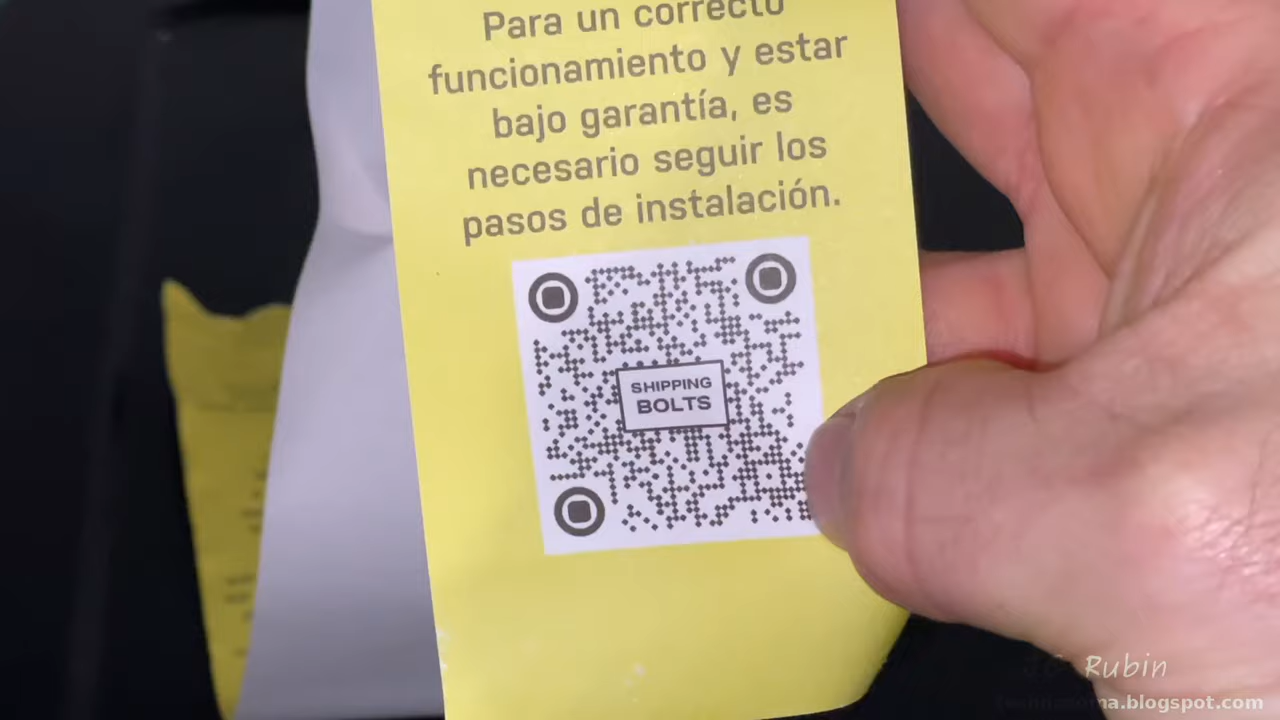 Para un correcto
funcionamiento y estar
bajo garantía, es
necesario seguir los
pasos de instalación.
SHIPPING
BOLTS
Rubin
blogspot.com